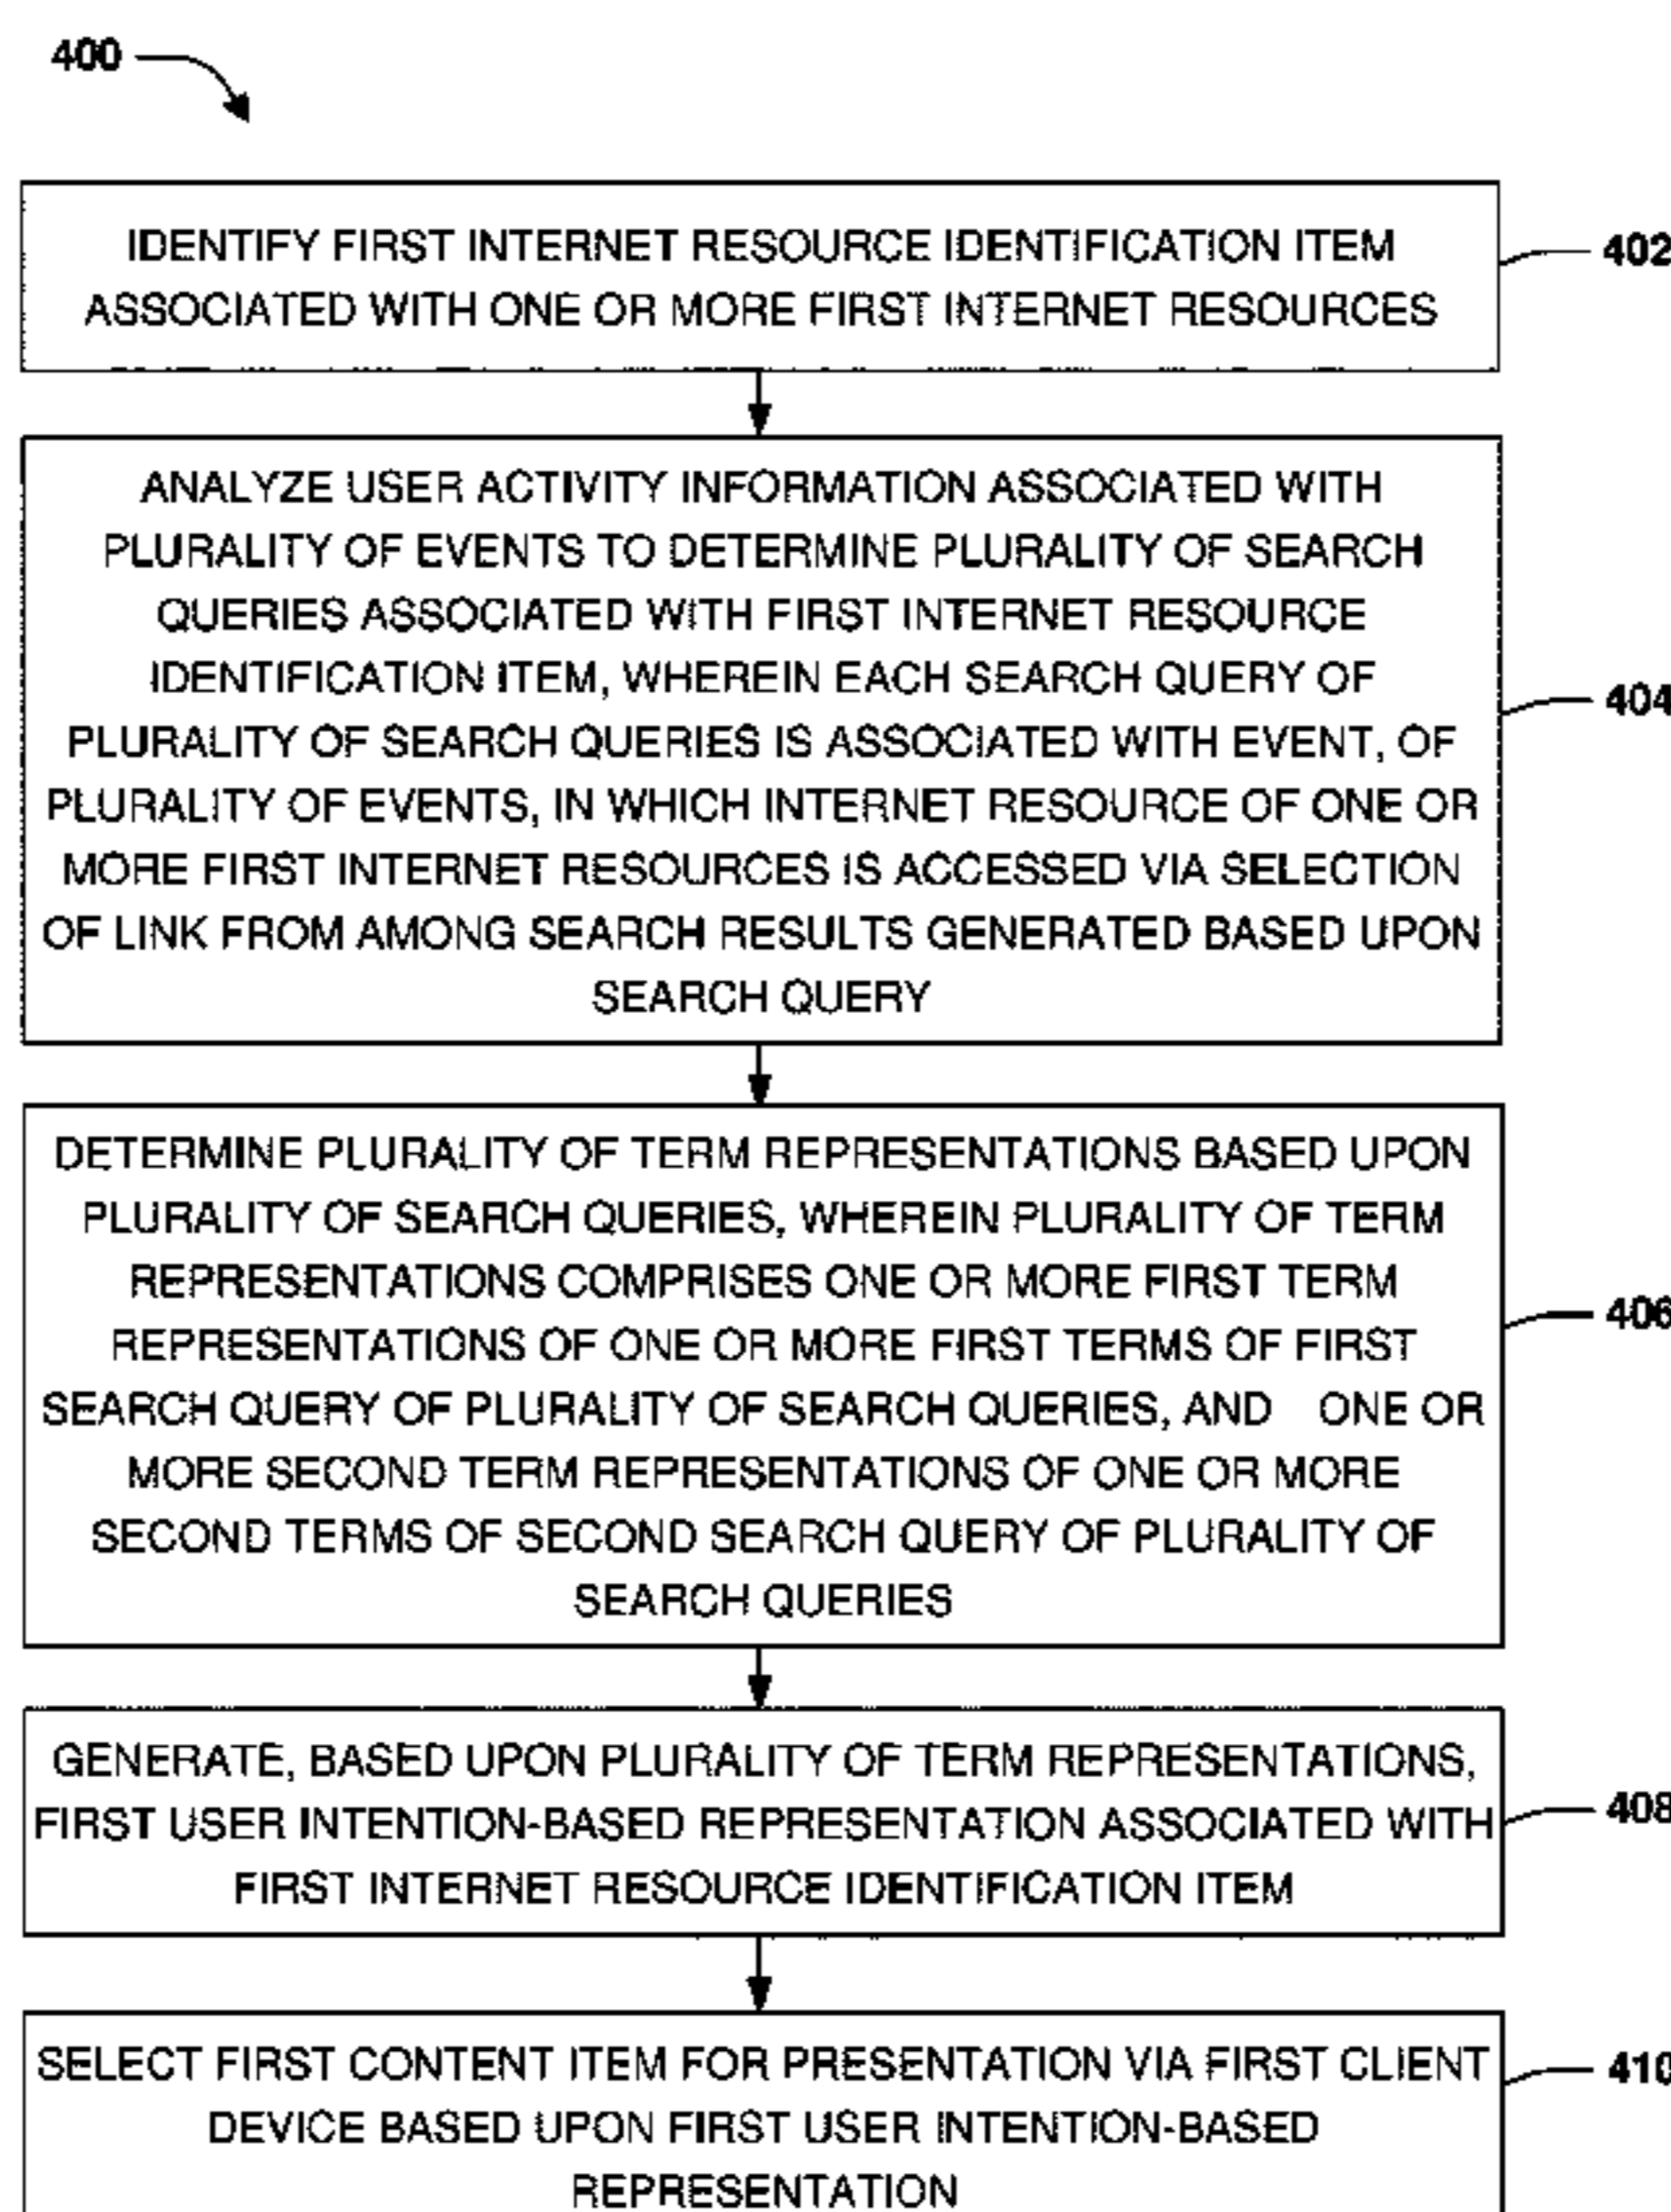 400
IDENTIFY FIRST INTERNET RESOURCE IDENTIFICATION ITEM
ASSOCIATED WITH ONE OR MORE FIRST INTERNET RESOURCES
402
ANALYZE USER ACTIVITY INFORMATION ASSOCIATED WITH
PLURALITY OF EVENTS TO DETERMINE PLURALITY OF SEARCH
QUERIES ASSOCIATED WITH FIRST INTERNET RESOURCE
IDENTIFICATION ITEM, WHEREIN EACH SEARCH QUERY OF
PLURALITY OF SEARCH QUERIES IS ASSOCIATED WITH EVENT, OF
PLURALITY OF EVENTS, IN WHICH INTERNET RESOURCE OF ONE OR
MORE FIRST INTERNET RESOURCES IS ACCESSED VIA SELECTION
OF LINK FROM AMONG SEARCH RESULTS GENERATED BASED UPON
SEARCH QUERY
404
DETERMINE PLURALITY OF TERM REPRESENTATIONS BASED UPON
PLURALITY OF SEARCH QUERIES, WHEREIN PLURALITY OF TERM
REPRESENTATIONS COMPRISES ONE OR MORE FIRST TERM
REPRESENTATIONS OF ONE OR MORE FIRST TERMS OF FIRST
SEARCH QUERY OF PLURALITY OF SEARCH QUERIES, AND ONE OR
MORE SECOND TERM REPRESENTATIONS OF ONE OR MORE
SECOND TERMS OF SECOND SEARCH QUERY OF PLURALITY OF
SEARCH QUERIES
406
GENERATE, BASED UPON PLURALITY OF TERM REPRESENTATIONS,
FIRST USER INTENTION-BASED REPRESENTATION ASSOCIATED WITH
FIRST INTERNET RESOURCE IDENTIFICATION ITEM
408
SELECT FIRST CONTENT ITEM FOR PRESENTATION VIA FIRST CLIENT
DEVICE BASED UPON FIRST USER INTENTION-BASED
REPRESENTATION
410